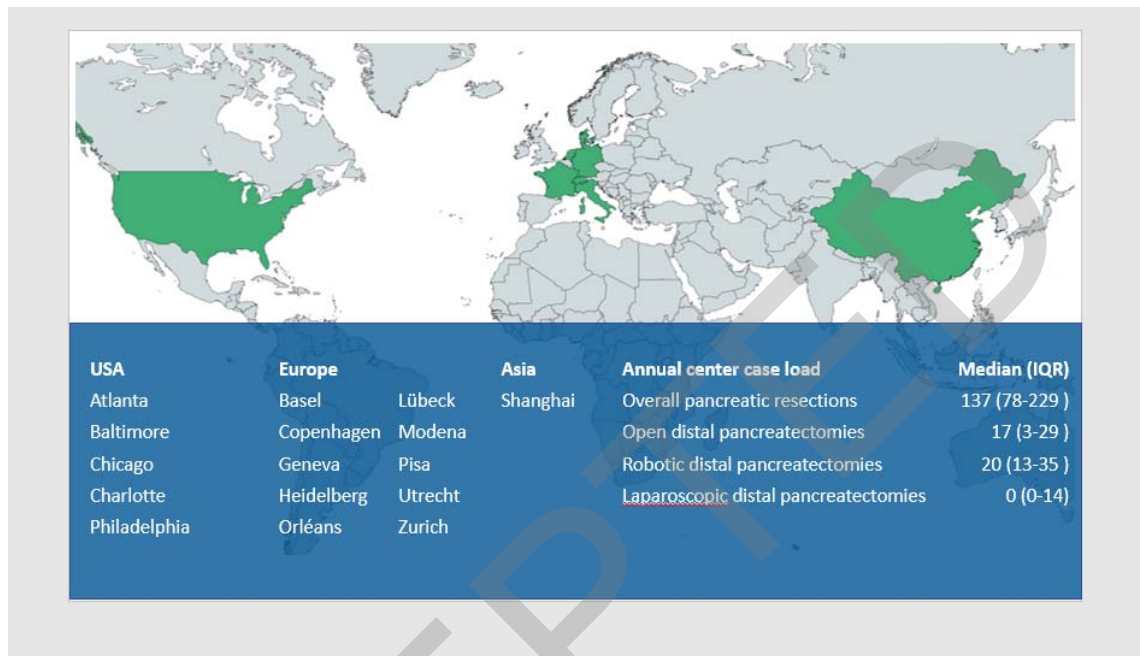 USA Europe Asia Annual center case load Median (IQR)
Atlanta Basel Lübeck Shanghai Overall pancreatic resections 137 (78-229 )
Baltimore Copenhagen Modena Open distal pancreatectomies 17 (3-29 )
Chicago Geneva Pisa Robotic distal pancreatectomies 20 (13-35 )
Charlotte Heidelberg Utrecht Laparoscopic distal pancreatectomies 0 (0-14)
Philadelphia Orléans Zurich